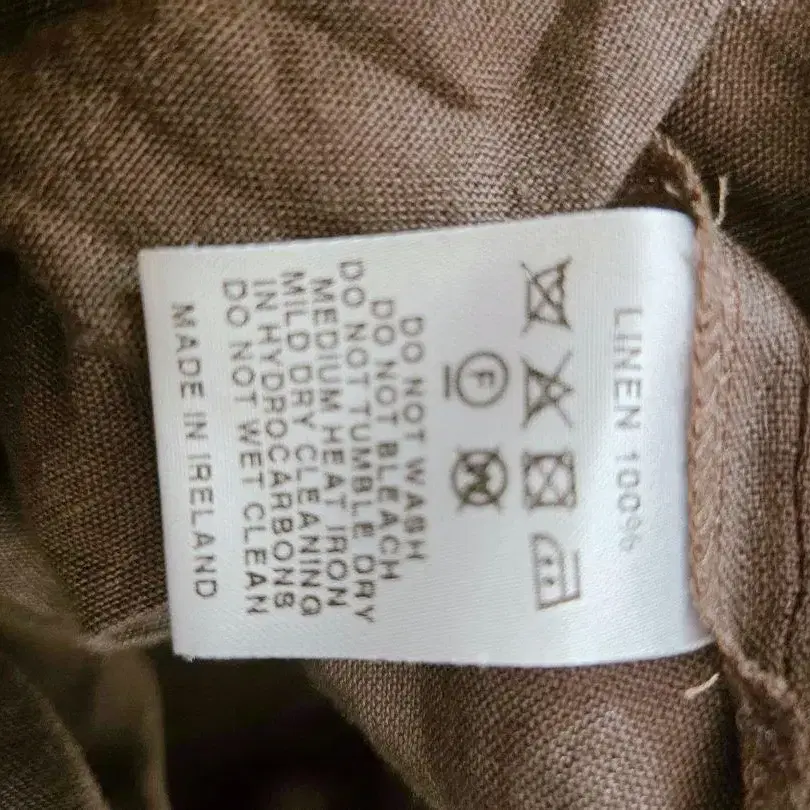 LINEN 100%
F
W
DO NOT WASH
DO NOT BLEACH
DO NOT TUMBLE DRY
MEDIUM HEAT IRON
MILD DRY CLEANING
IN HYDROCARBONS
DO NOT WET CLEAN
MADE IN IRELAND